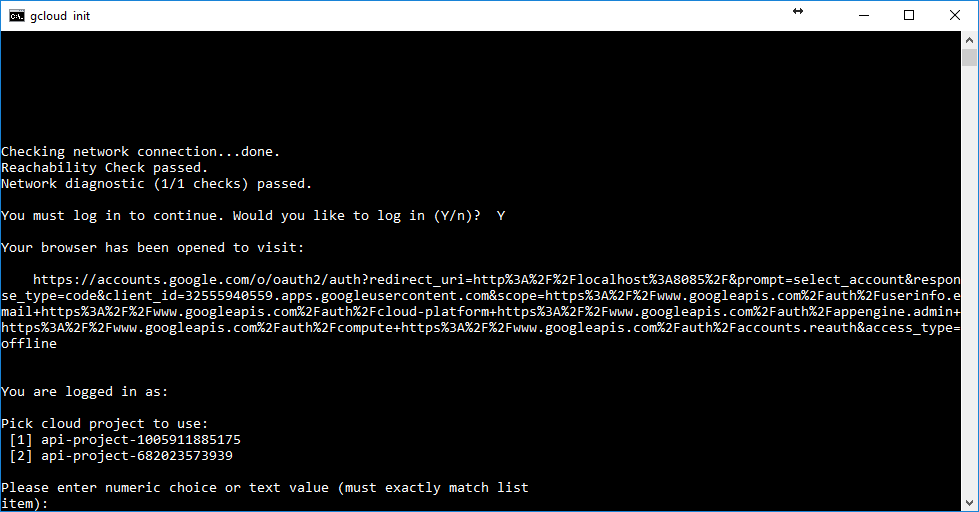 gcloud init
Checking network connection...done.
Reachability Check passed.
Network diagnostic (1/1 checks) passed.
You must log in to continue. Would you like to log in (Y/n)?  Y
Your browser has been opened to visit:
https://accounts.google.com/o/oauth2/auth?redirect_uri=http%3A%2F%2Flocalhost%3A8085%2F&prompt=select_account&respon
se_type=code&client_id=32555940559.apps.googleusercontent.com&scope=https%3A%2F%2Fwww.googleapis.com%2Fauth%2Fuserinfo.e
mail+https%3A%2F%2Fwww.googleapis.com%2Fauth%2Fcloud-platform+https%3A%2F%2Fwww.googleapis.com%2Fauth%2Fappengine.admin+
https%3A%2F%2Fwww.googleapis.com%2Fauth%2Fcompute+https%3A%2F%2Fwww.googleapis.com%2Fauth%2Faccounts.reauth&access_type=
offline
You are logged in as:
Pick cloud project to use:
[1] api-project-1005911885175
[2] api-project-682023573939
Please enter numeric choice or text value (must exactly match list
item):